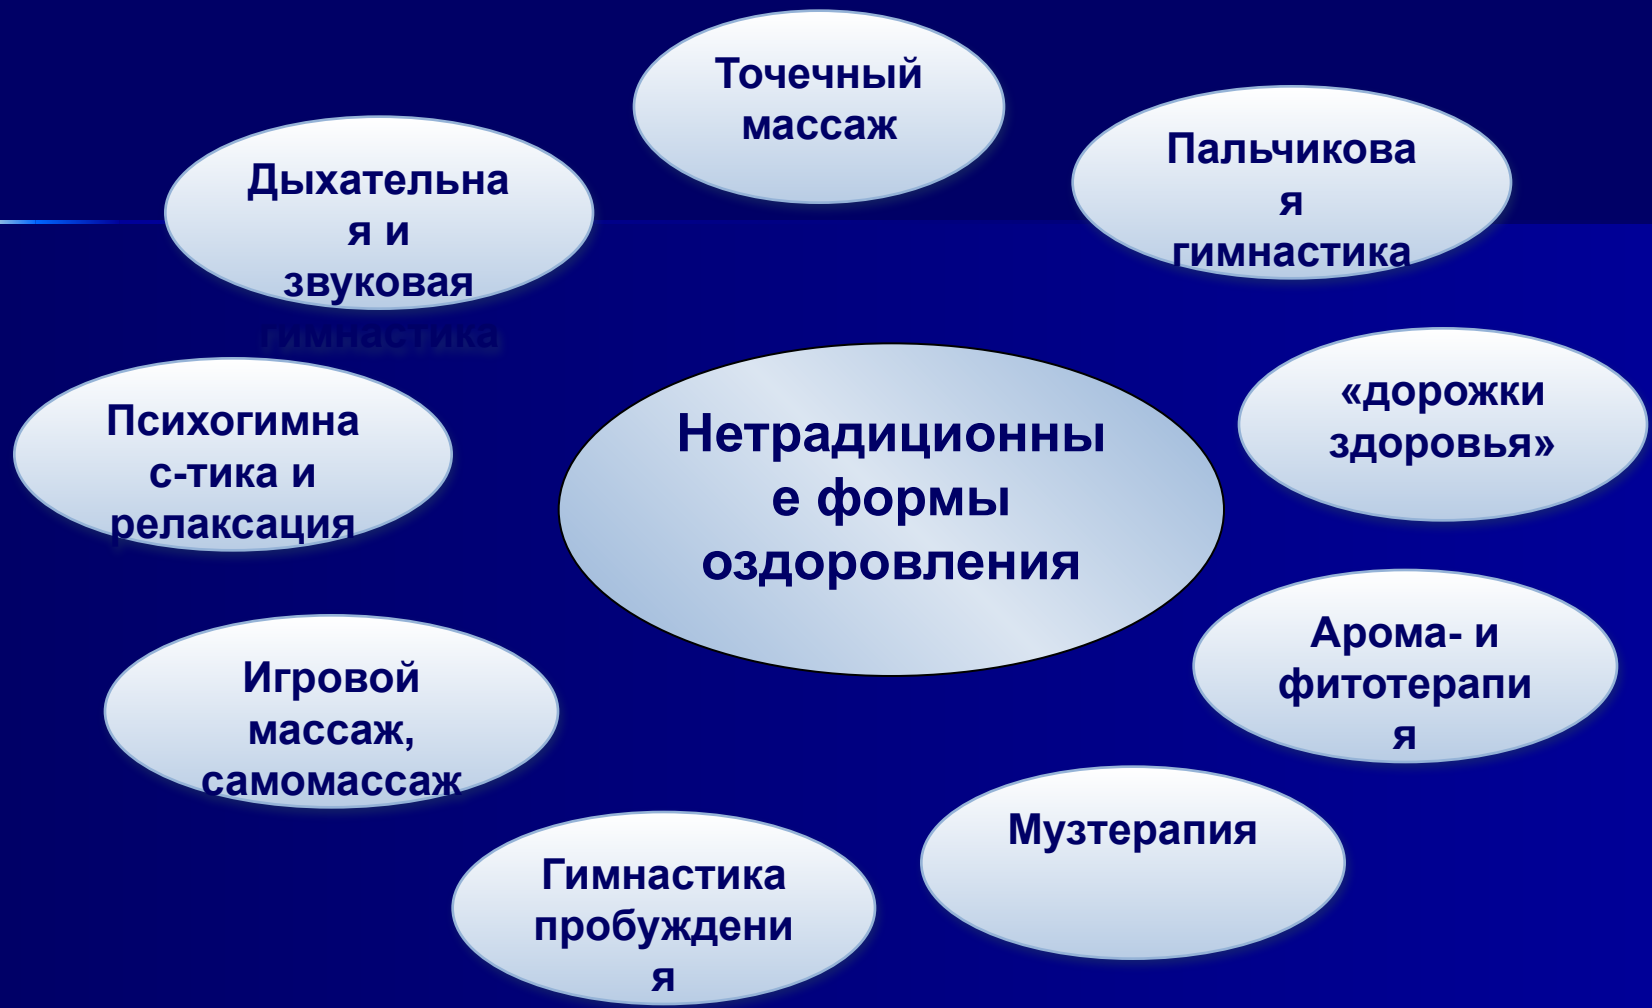 Точечный
массаж
Пальчикова
я
гимнастика
Дыхательна
я и
звуковая
гимнастика
«дорожки
здоровья»
Психогимна
с-тика и
релаксация
Нетрадиционны
е формы
оздоровления
Арома- и
фитотерапи
я
Игровой
массаж,
самомассаж
Музтерапия
Гимнастика
пробуждени
я